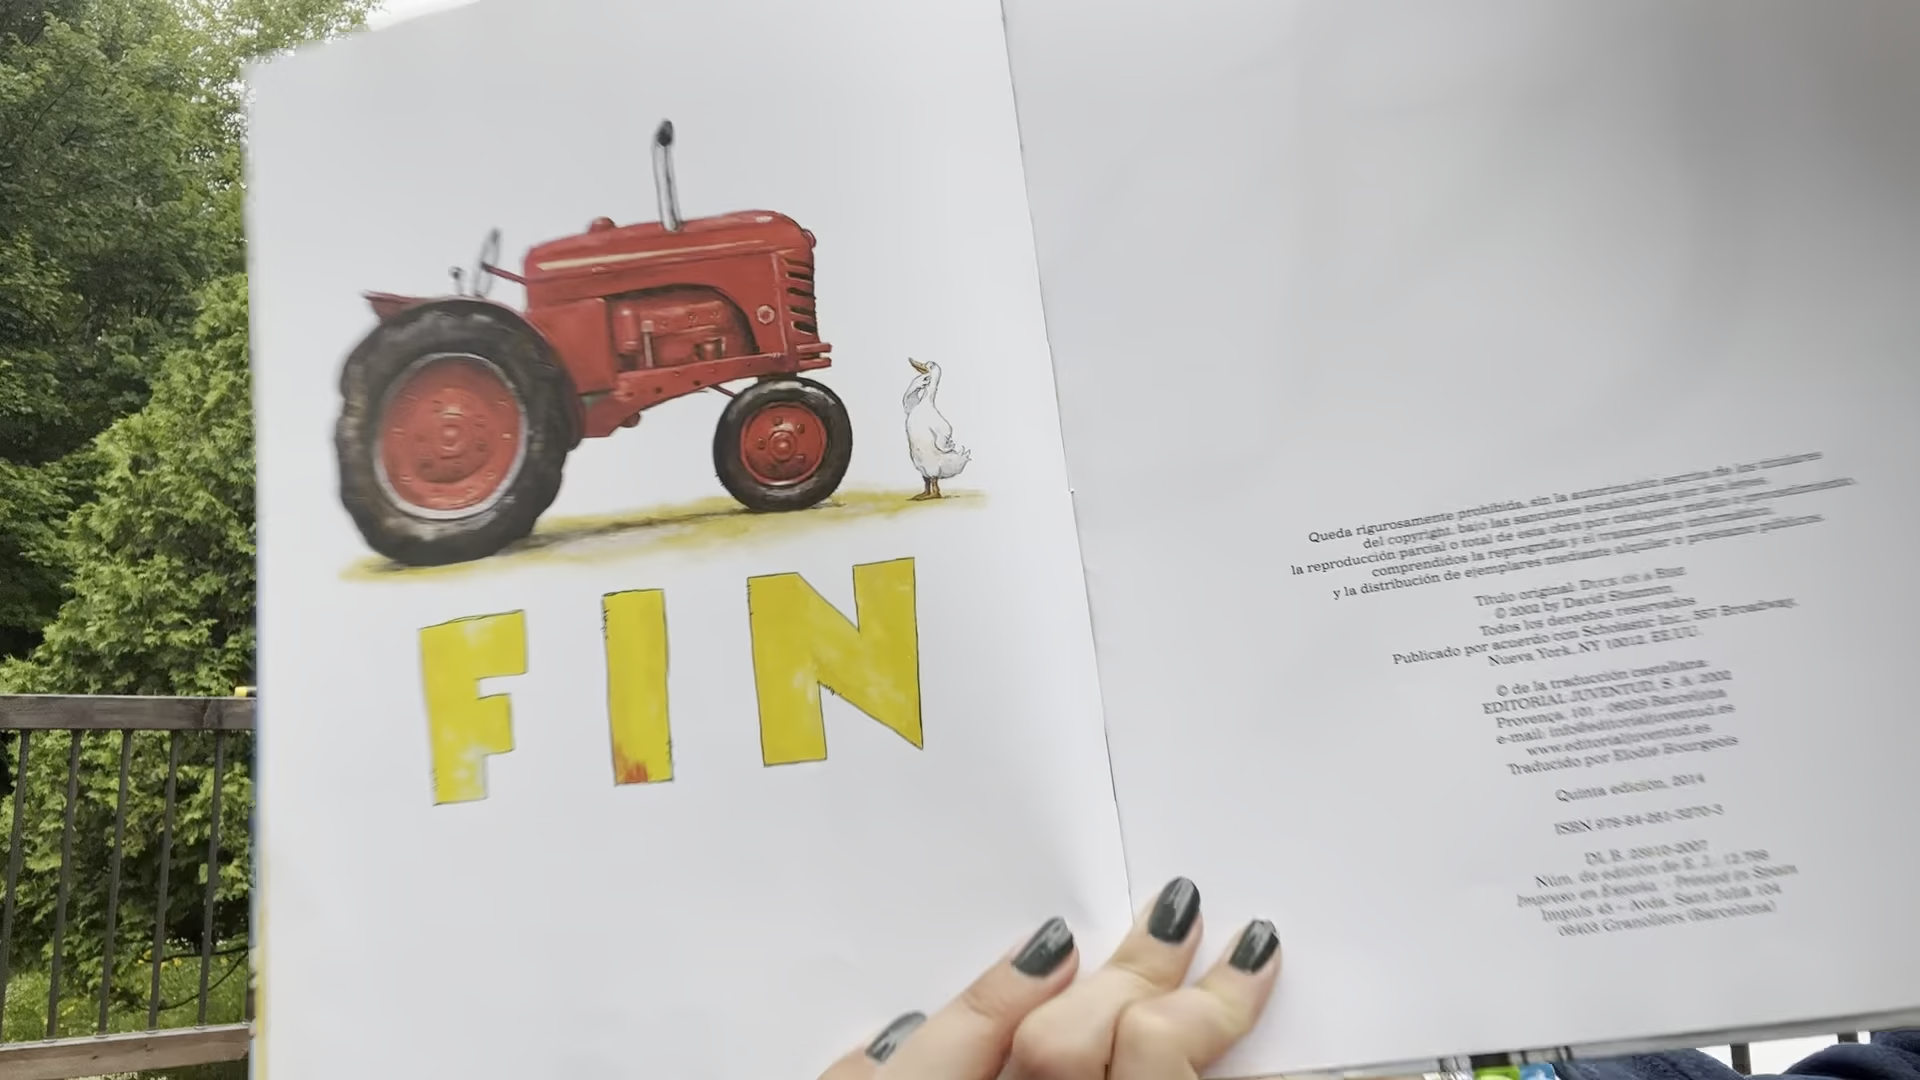 FIN
Queda rigurosamente prohibida, sin la autorización escrita de los titulares
del copyright, bajo las sanciones establecidas por las leyes,
la reproducción parcial o total de esta obra por cualquier medio o procedimiento,
comprendidos la reprografía y el tratamiento informático,
y la distribución de ejemplares mediante alquiler o préstamo públicos.
Título original: DUCK ON A BIKE
© 2002 by David Shannon
Todos los derechos reservados
Publicado por acuerdo con Scholastic Inc., 557 Broadway,
Nueva York, NY 10012. EE.UU.
© de la traducción castellana:
EDITORIAL JUVENTUD, S. A. 2002
Provença, 101 - 08029 Barcelona
e-mail: info@editorialjuventud.es
www.editorialjuventud.es
Traducido por Elodie Bourgeois
Quinta edición, 2014
ISBN 978-84-261-3270-3
DL B. 28910-2007
Núm. de edición de E. J.: 12.798
Impreso en España - Printed in Spain
Impuls 45 - Avda. Sant Julià 104
08403 Granollers (Barcelona)